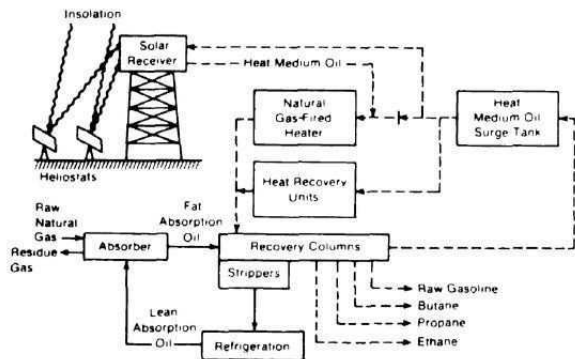 Insolation
Solar
Receiver
Heat Medium Oil
Natural
Gas-Fired
Heater
Heat
Medium Oil
Surge Tank
Heliostats
Heat Recovery
Units
Raw
Natural
Gas
Residue
Gas
Absorber
Fat
Absorption
Oil
Recovery Columns
Strippers
Raw Gasoline
Butane
Propane
Ethane
Lean
Absorption
Oil
Refrigeration